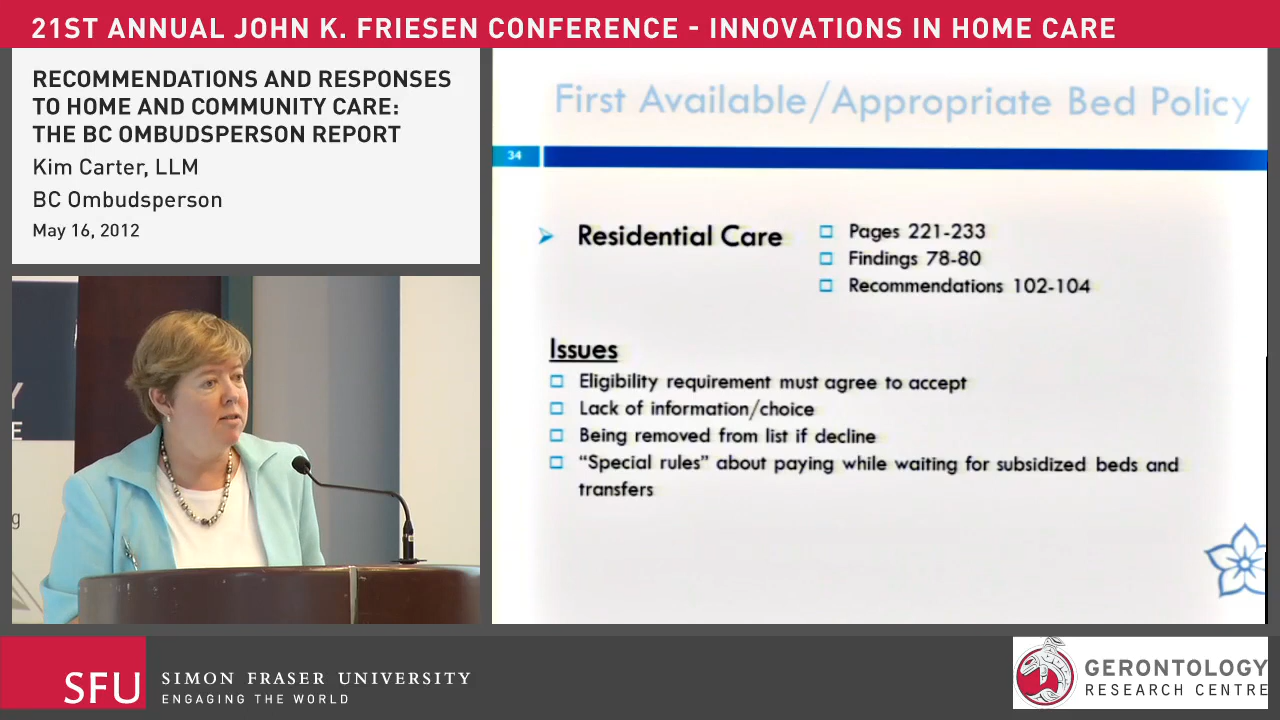 21ST ANNUAL JOHN K. FRIESEN CONFERENCE - INNOVATIONS IN HOME CARE
RECOMMENDATIONS AND RESPONSES
TO HOME AND COMMUNITY CARE:
THE BC OMBUDSPERSON REPORT
Kim Carter, LLM
BC Ombudsperson
May 16, 2012
First Available/Appropriate Bed Policy
34
Residential Care
Pages 221-233
Findings 78-80
Recommendations 102-104
Issues
Eligibility requirement must agree to accept
Lack of information/choice
Being removed from list if decline
“Special rules” about paying while waiting for subsidized beds and
transfers
Y
E
g
SFU
SIMON FRASER UNIVERSITY
ENGAGING THE WORLD
GERONTOLOGY
RESEARCH CENTRE